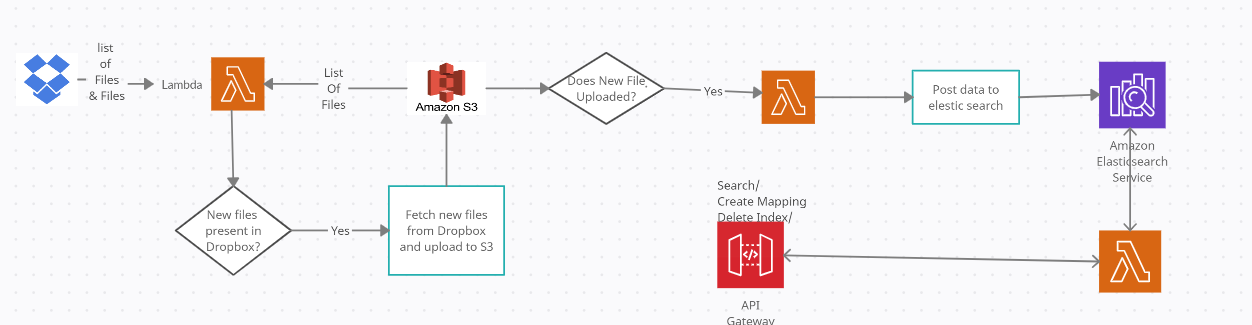 list
of
Files
& Files
Lambda
List
Of
Files
Amazon S3
Does New File.
Uploaded?
Yes
Post data to
elestic search
Amazon
Elasticsearch
Service
New files
present in
Dropbox?
Yes
Fetch new files
from Dropbox
and upload to S3
Search/
Create Mapping
Delete Index/
API
Gateway